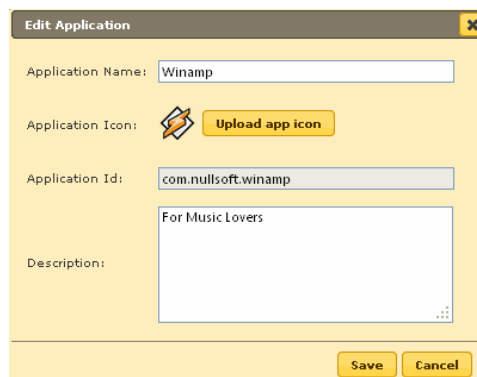 Edit Application
Application Name: Winamp
Application Icon: Upload app icon
Application Id: com.nullsoft.winamp
For Music Lovers
Description:
Save Cancel